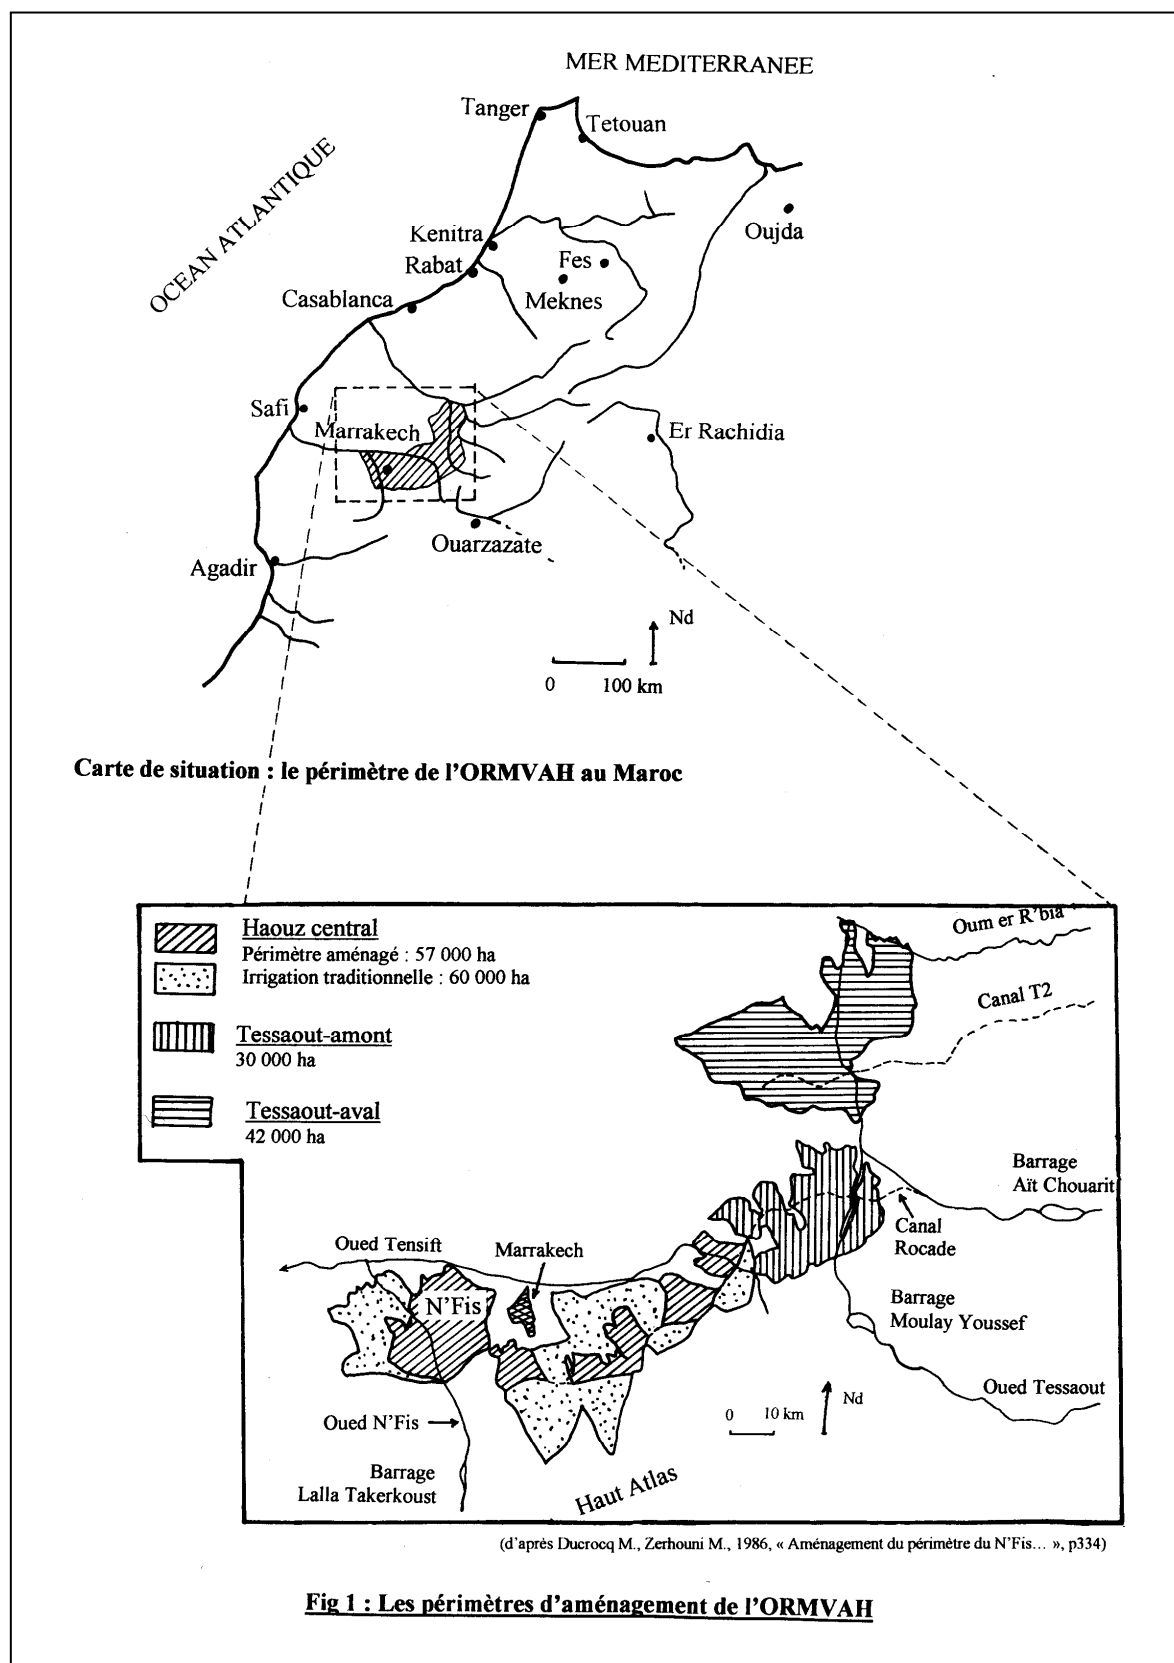 MER MEDITERRANEE
Tanger
Tetouan
OCEAN ATLANTIQUE
Oujda
Kenitra
Rabat
Fes
Meknes
Casablanca
Safi
Marrakech
Er Rachidia
Ouarzazate
Agadir
Nd
0 100 km
Carte de situation : le périmètre de l'ORMVAH au Maroc
Haouz central
Périmètre aménagé : 57 000 ha
Irrigation traditionnelle : 60 000 ha
Tessaout-amont
30 000 ha
Tessaout-aval
42 000 ha
Oum er R'bia
Canal T2
Barrage
Aït Chouarit
Canal
Rocade
Oued Tensift
Marrakech
N'Fis
Barrage
Moulay Youssef
Oued Tessaout
Nd
0 10 km
Oued N'Fis
Barrage
Lalla Takerkoust
Haut Atlas
(d'après Ducrocq M., Zerhouni M., 1986, « Aménagement du périmètre du N'Fis... », p334)
Fig 1 : Les périmètres d'aménagement de l'ORMVAH